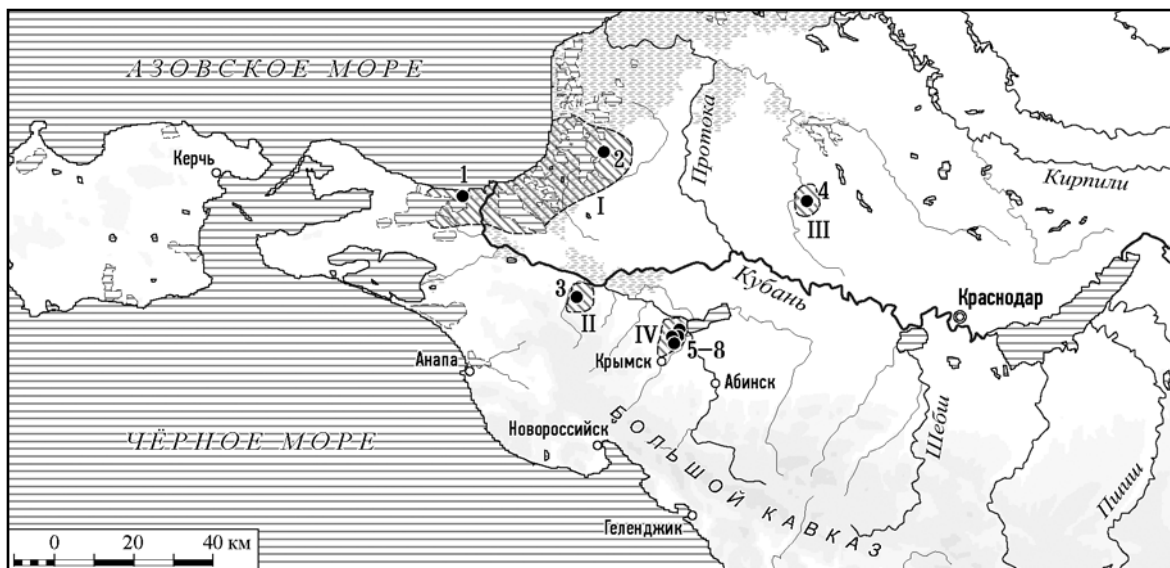 АЗОВСКОЕ МОРЕ
Керчь
1
2
I
Протока
4
III
Кирпили
3
II
Кубань
Краснодар
IV
5–8
Крымск
Анапа
Абинск
ЧЁРНОЕ МОРЕ
Новороссийск
БОЛЬШОЙ КАВКАЗ
Шебш
Пшиш
Геленджик
0 20 40 км